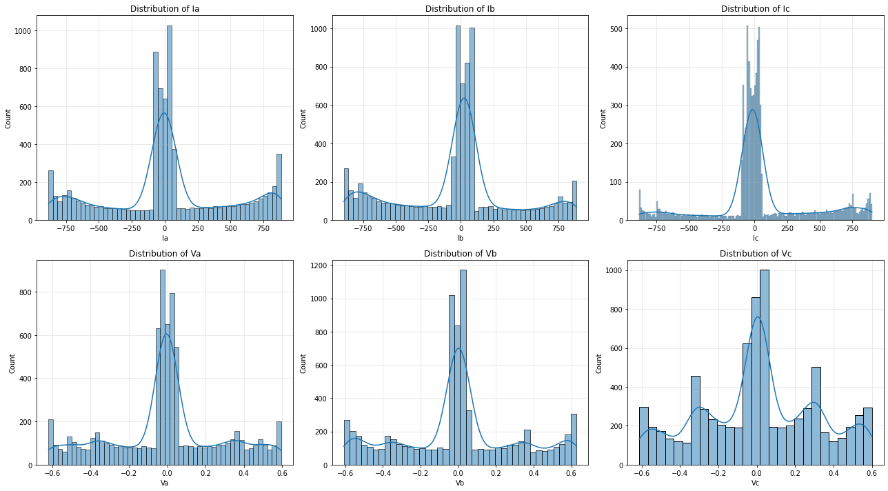 Distribution of Ia
Distribution of Ib
Distribution of Ic
Count
1000
800
600
400
200
0
−750 −500 −250 0 250 500 750
Ia
Count
1000
800
600
400
200
0
−750 −500 −250 0 250 500 750
Ib
Count
500
400
300
200
100
0
−750 −500 −250 0 250 500 750
Ic
Distribution of Va
Distribution of Vb
Distribution of Vc
Count
800
600
400
200
0
−0.6 −0.4 −0.2 0.0 0.2 0.4 0.6
Va
Count
1200
1000
800
600
400
200
0
−0.6 −0.4 −0.2 0.0 0.2 0.4 0.6
Vb
Count
1000
800
600
400
200
0
−0.6 −0.4 −0.2 0.0 0.2 0.4 0.6
Vc